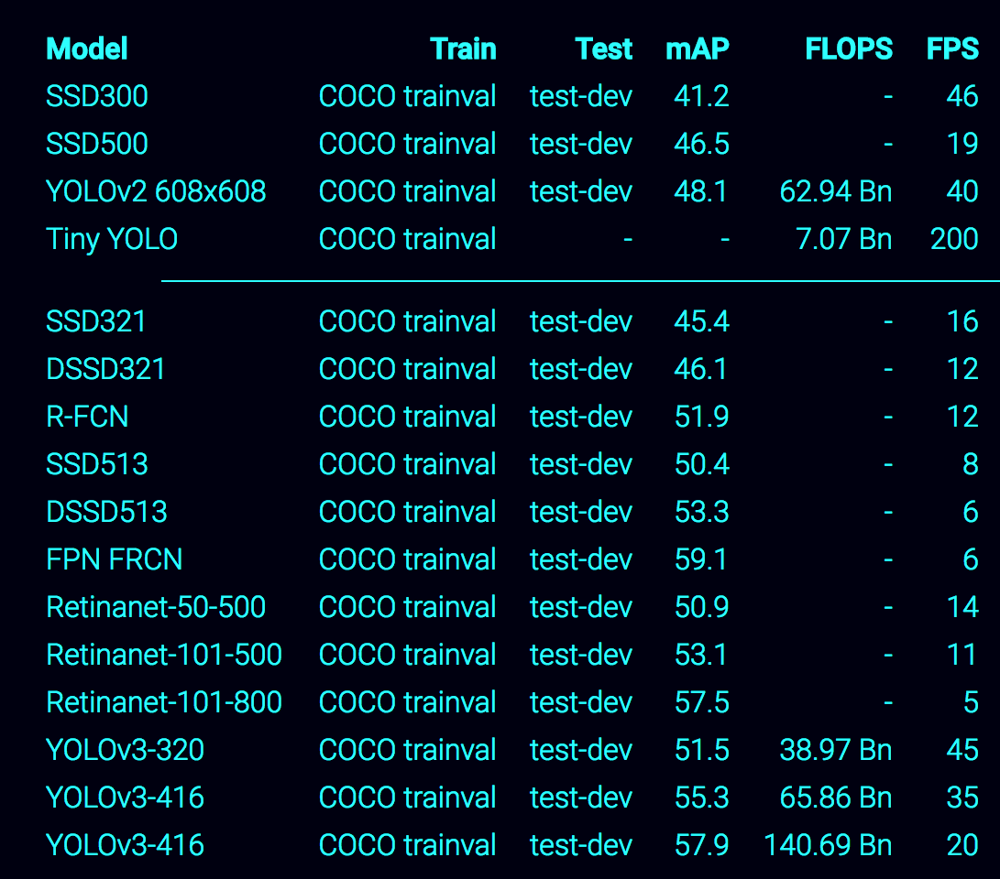 Model Train Test mAP FLOPS FPS
SSD300 COCO trainval test-dev 41.2 - 46
SSD500 COCO trainval test-dev 46.5 - 19
YOLOv2 608x608 COCO trainval test-dev 48.1 62.94 Bn 40
Tiny YOLO COCO trainval - - 7.07 Bn 200
SSD321 COCO trainval test-dev 45.4 - 16
DSSD321 COCO trainval test-dev 46.1 - 12
R-FCN COCO trainval test-dev 51.9 - 12
SSD513 COCO trainval test-dev 50.4 - 8
DSSD513 COCO trainval test-dev 53.3 - 6
FPN FRCN COCO trainval test-dev 59.1 - 6
Retinanet-50-500 COCO trainval test-dev 50.9 - 14
Retinanet-101-500 COCO trainval test-dev 53.1 - 11
Retinanet-101-800 COCO trainval test-dev 57.5 - 5
YOLOv3-320 COCO trainval test-dev 51.5 38.97 Bn 45
YOLOv3-416 COCO trainval test-dev 55.3 65.86 Bn 35
YOLOv3-416 COCO trainval test-dev 57.9 140.69 Bn 20